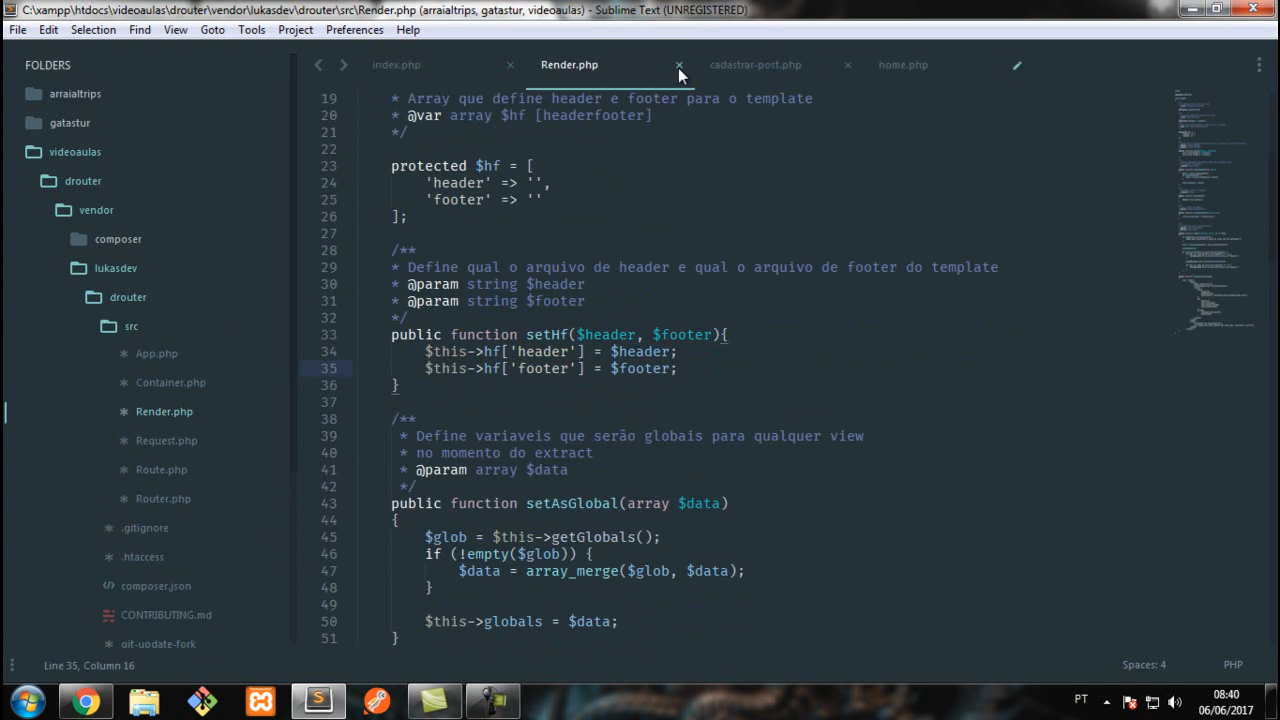 C:\xampp\htdocs\videoaulas\drouter\vendor\lukasdev\drouter\src\Render.php (arraialtrips, gatastur, videoaulas) - Sublime Text (UNREGISTERED)
File Edit Selection Find View Goto Tools Project Preferences Help
FOLDERS
arraialtrips
gatastur
videoaulas
drouter
vendor
composer
lukasdev
drouter
src
App.php
Container.php
Render.php
Request.php
Route.php
Router.php
.gitignore
.htaccess
composer.json
CONTRIBUTING.md
git-update-fork
index.php Render.php cadastrar-post.php home.php
19 * Array que define header e footer para o template
20 * @var array $hf [headerfooter]
21 */
22
23 protected $hf = [
24 'header' => '',
25 'footer' => ''
26 ];
27
28 /**
29 * Define qual o arquivo de header e qual o arquivo de footer do template
30 * @param string $header
31 * @param string $footer
32 */
33 public function setHf($header, $footer){
34 $this->hf['header'] = $header;
35 $this->hf['footer'] = $footer;
36 }
37
38 /**
39 * Define variaveis que serão globais para qualquer view
40 * no momento do extract
41 * @param array $data
42 */
43 public function setAsGlobal(array $data)
44 {
45 $glob = $this->getGlobals();
46 if (!empty($glob)) {
47 $data = array_merge($glob, $data);
48 }
49
50 $this->globals = $data;
51 }
Line 35, Column 16 Spaces: 4 PHP
PT 08:40
06/06/2017